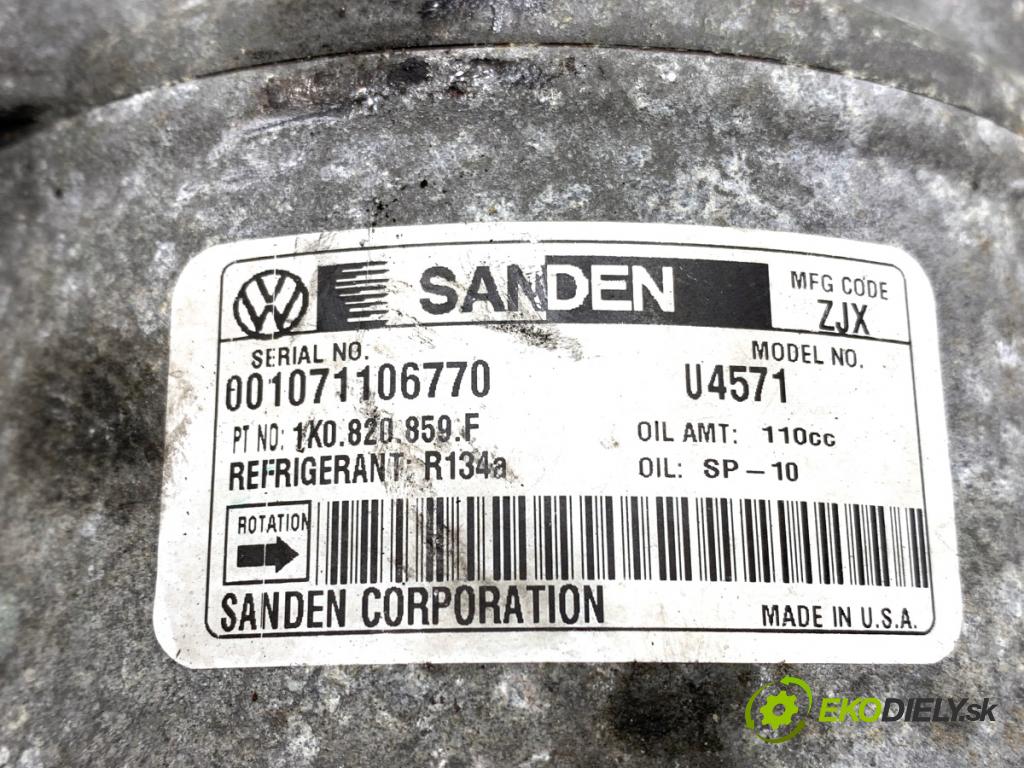 SANDEN
MFG CODE
ZJX
SERIAL NO.
001071106770
MODEL NO.
U4571
PT NO: 1K0.820.859.F
OIL AMT: 110cc
REFRIGERANT: R134a
OIL: SP-10
ROTATION
SANDEN CORPORATION
MADE IN U.S.A.
EKODIELY.sk